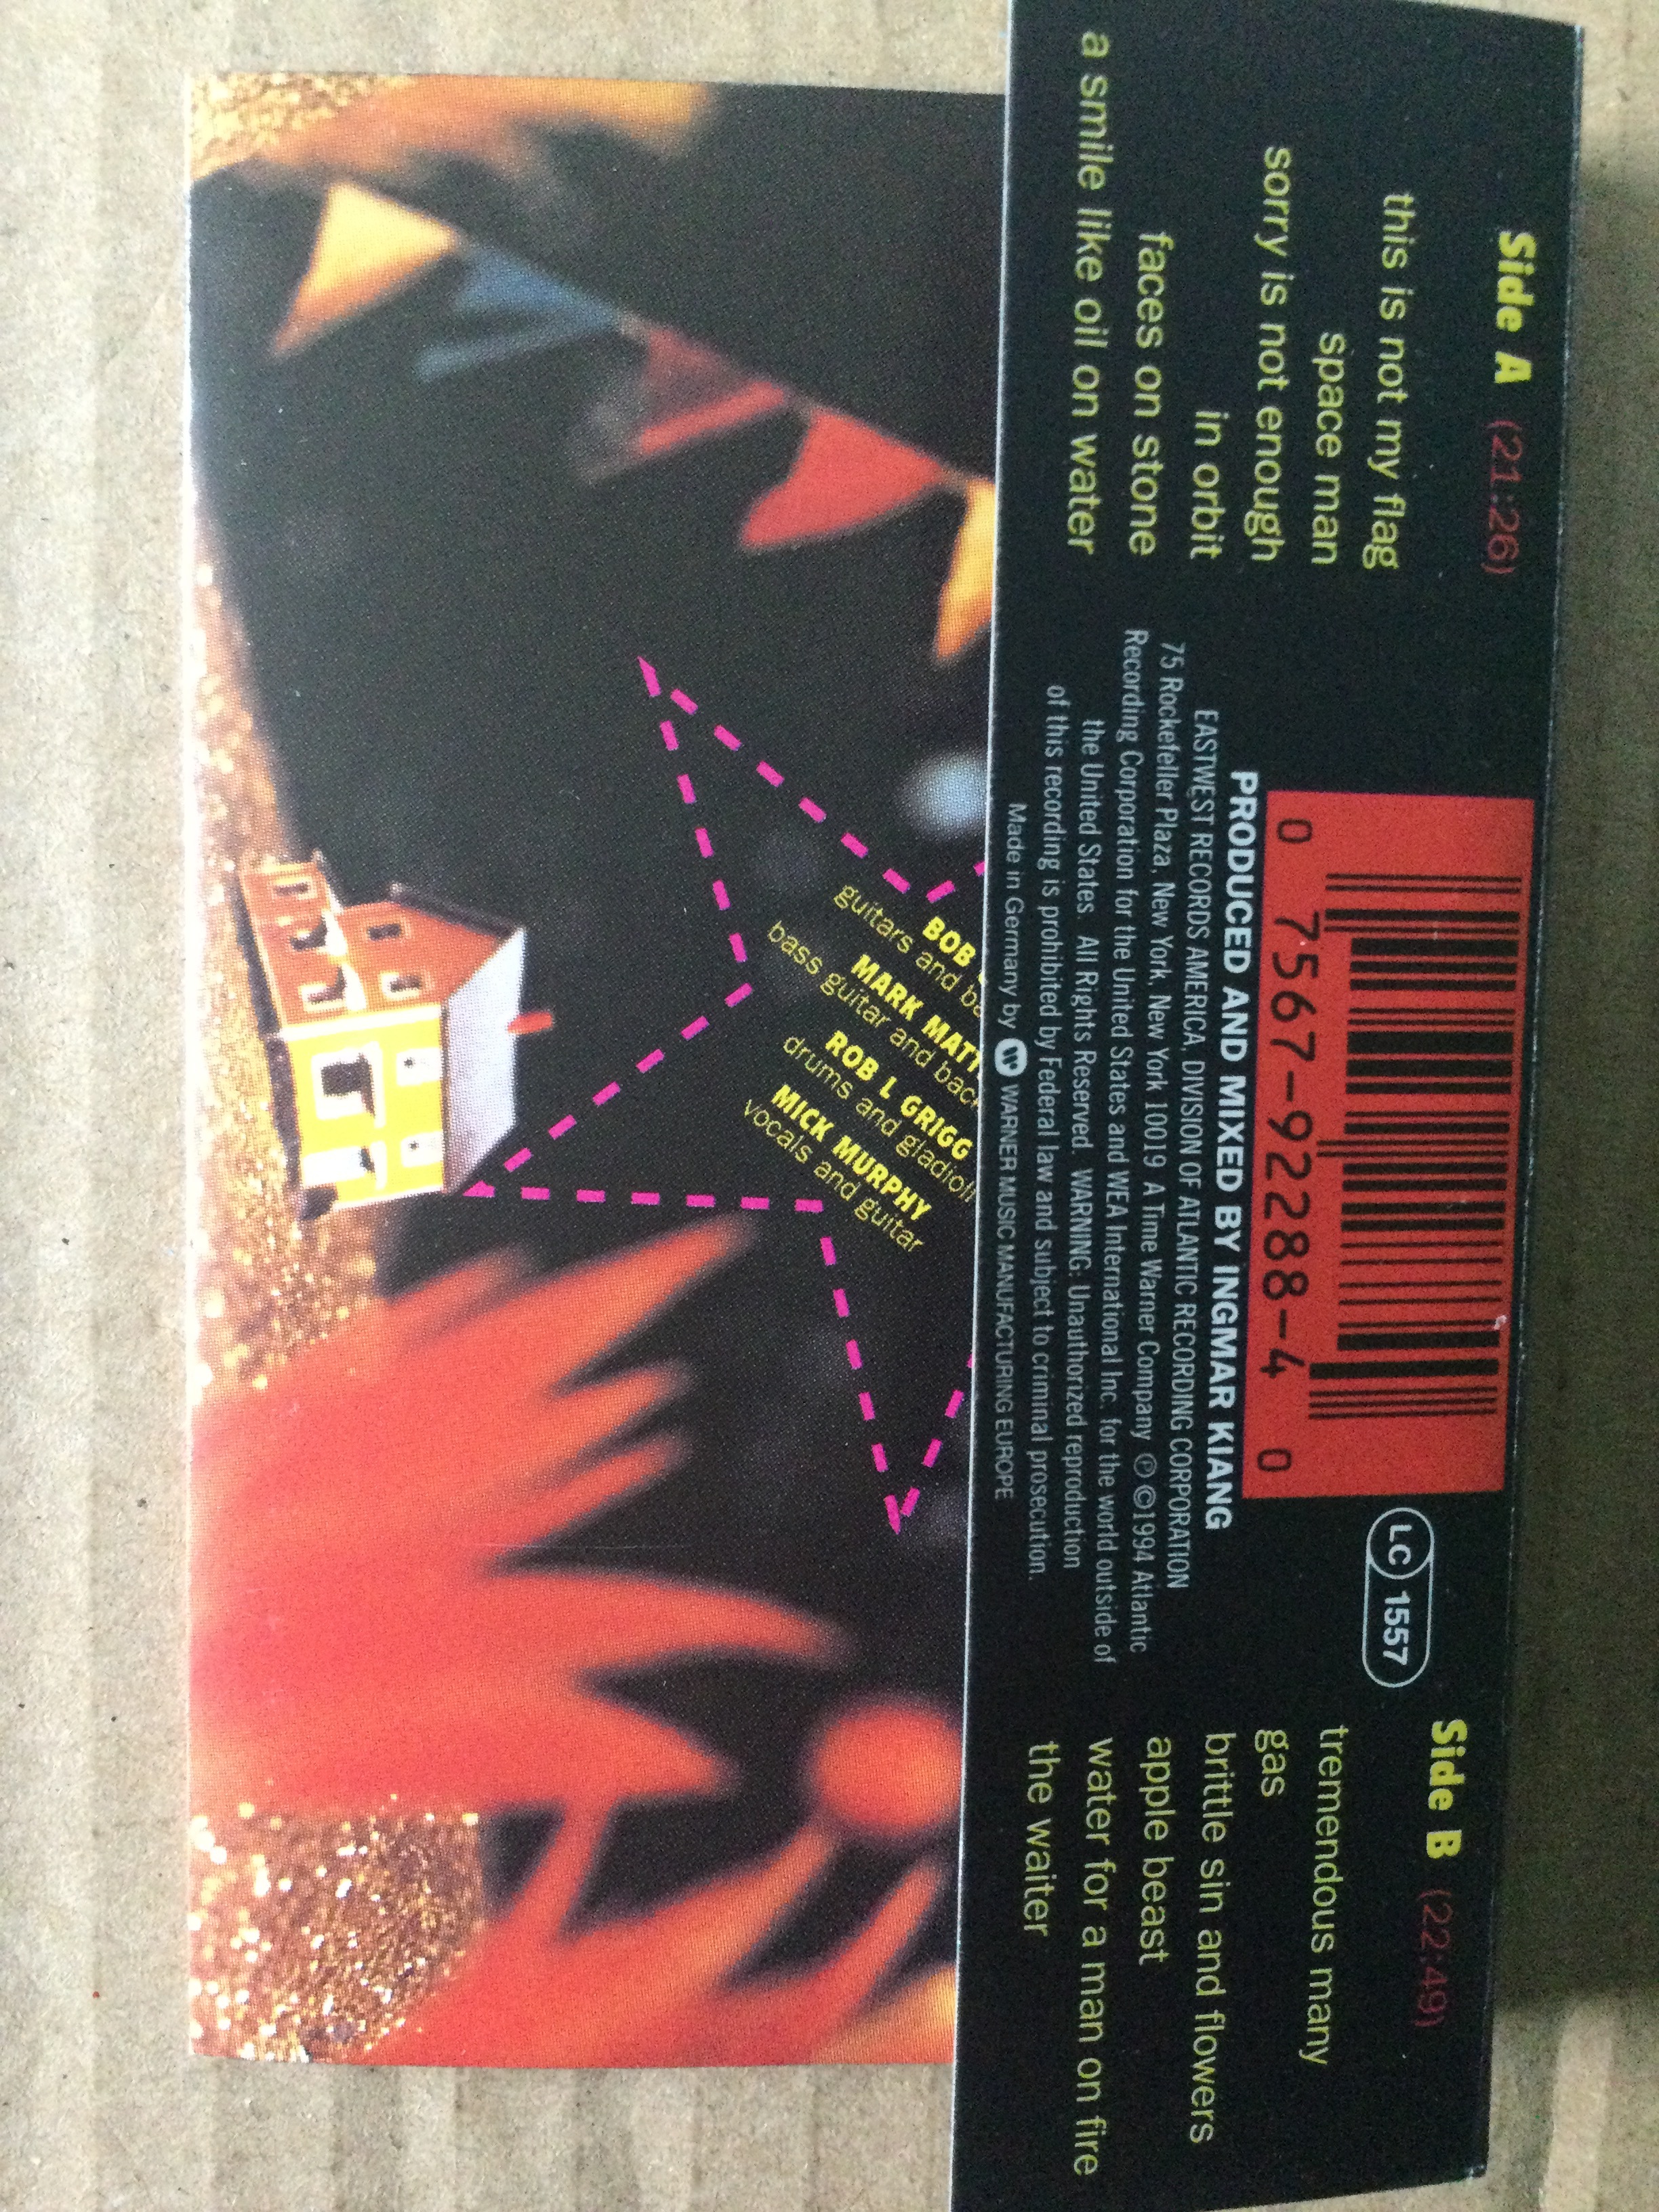 Side A (21:26)
this is not my flag
space man
sorry is not enough
in orbit
faces on stone
a smile like oil on water
0 7567-92288-4 0
LC 1557
PRODUCED AND MIXED BY INGMAR KIANG
EASTWEST RECORDS AMERICA, DIVISION OF ATLANTIC RECORDING CORPORATION
75 Rockefeller Plaza, New York, New York 10019 A Time Warner Company ℗ ©1994 Atlantic
Recording Corporation for the United States and WEA International Inc. for the world outside of
the United States. All Rights Reserved. WARNING: Unauthorized reproduction
of this recording is prohibited by Federal law and subject to criminal prosecution.
Made in Germany by WARNER MUSIC MANUFACTURING EUROPE
Side B (22:49)
tremendous many
gas
brittle sin and flowers
apple beast
water for a man on fire
the waiter
BOB
guitars and
MARK
bass guitar and
ROB L GRIGG
drums and
MICK MURPHY
vocals and guitar